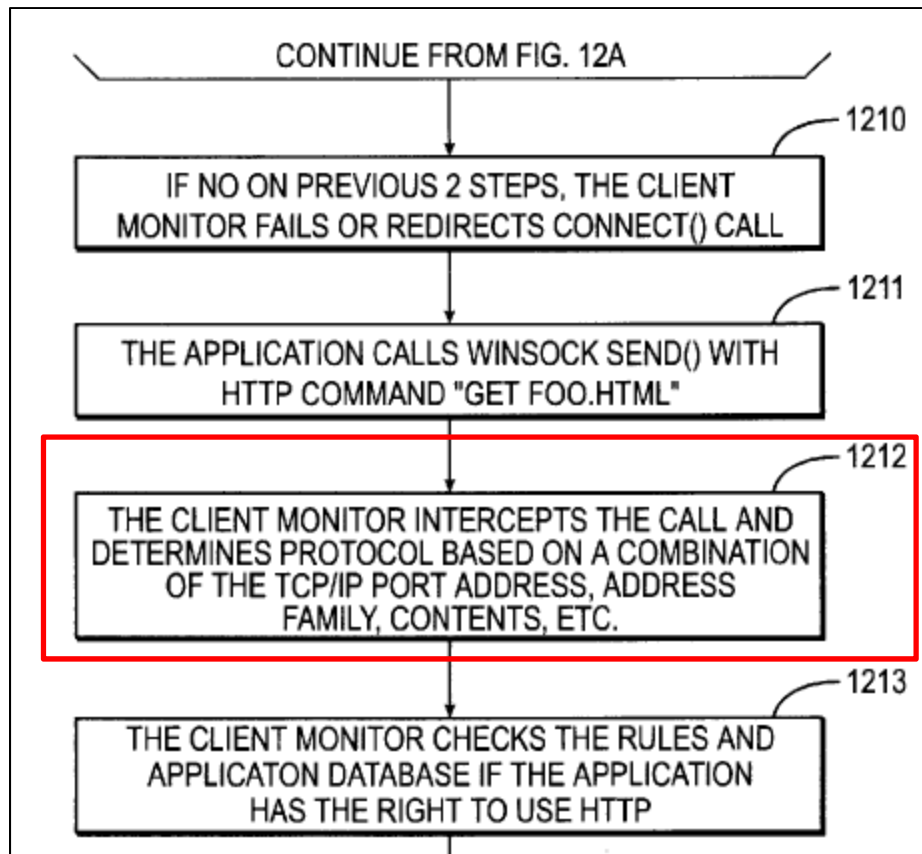 CONTINUE FROM FIG. 12A
1210
IF NO ON PREVIOUS 2 STEPS, THE CLIENT
MONITOR FAILS OR REDIRECTS CONNECT() CALL
1211
THE APPLICATION CALLS WINSOCK SEND() WITH
HTTP COMMAND "GET FOO.HTML"
1212
THE CLIENT MONITOR INTERCEPTS THE CALL AND
DETERMINES PROTOCOL BASED ON A COMBINATION
OF THE TCP/IP PORT ADDRESS, ADDRESS
FAMILY, CONTENTS, ETC.
1213
THE CLIENT MONITOR CHECKS THE RULES AND
APPLICATON DATABASE IF THE APPLICATION
HAS THE RIGHT TO USE HTTP